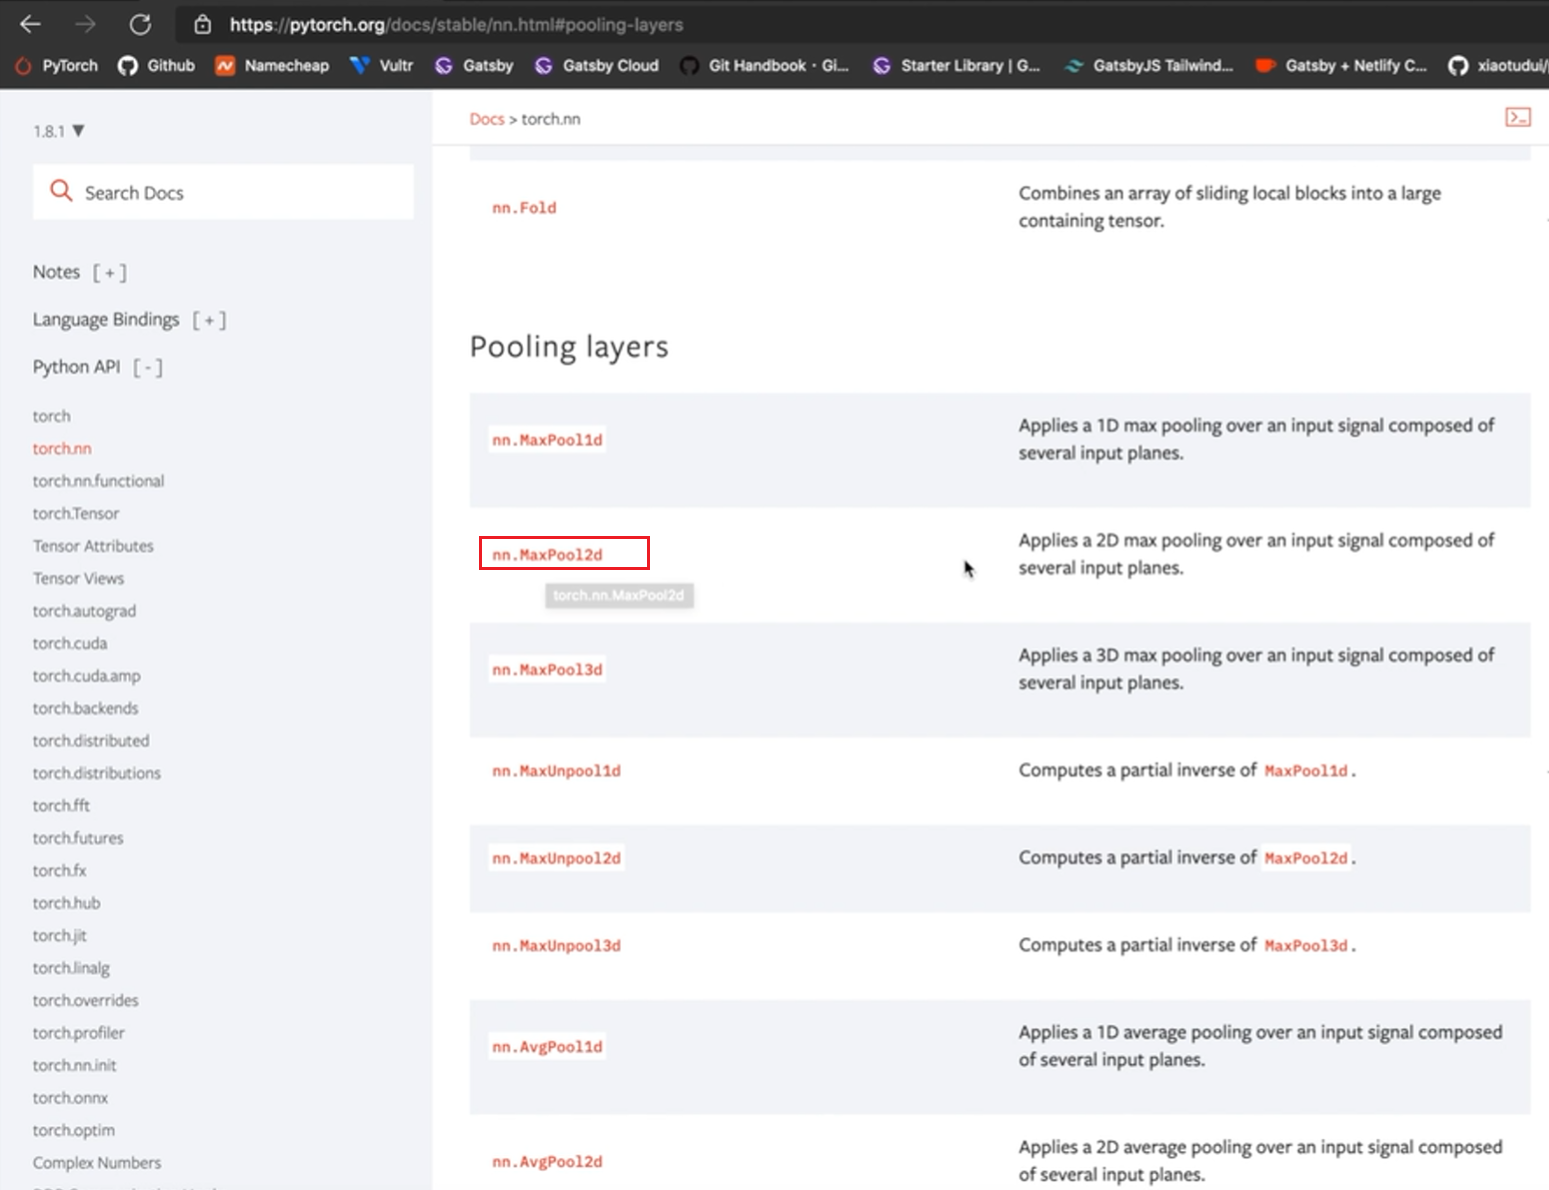 https://pytorch.org/docs/stable/nn.html#pooling-layers
PyTorch Github Namecheap Vultr Gatsby Gatsby Cloud Git Handbook · Gi... Starter Library | G... GatsbyJS Tailwind... Gatsby + Netlify C... xiaotudui/
1.8.1 ▼
Search Docs
Notes [ + ]
Language Bindings [ + ]
Python API [ - ]
torch
torch.nn
torch.nn.functional
torch.Tensor
Tensor Attributes
Tensor Views
torch.autograd
torch.cuda
torch.cuda.amp
torch.backends
torch.distributed
torch.distributions
torch.fft
torch.futures
torch.fx
torch.hub
torch.jit
torch.linalg
torch.overrides
torch.profiler
torch.nn.init
torch.onnx
torch.optim
Complex Numbers
Docs > torch.nn
nn.Fold
Combines an array of sliding local blocks into a large
containing tensor.
Pooling layers
nn.MaxPool1d
Applies a 1D max pooling over an input signal composed of
several input planes.
nn.MaxPool2d
torch.nn.MaxPool2d
Applies a 2D max pooling over an input signal composed of
several input planes.
nn.MaxPool3d
Applies a 3D max pooling over an input signal composed of
several input planes.
nn.MaxUnpool1d
Computes a partial inverse of MaxPool1d.
nn.MaxUnpool2d
Computes a partial inverse of MaxPool2d.
nn.MaxUnpool3d
Computes a partial inverse of MaxPool3d.
nn.AvgPool1d
Applies a 1D average pooling over an input signal composed
of several input planes.
nn.AvgPool2d
Applies a 2D average pooling over an input signal composed
of several input planes.